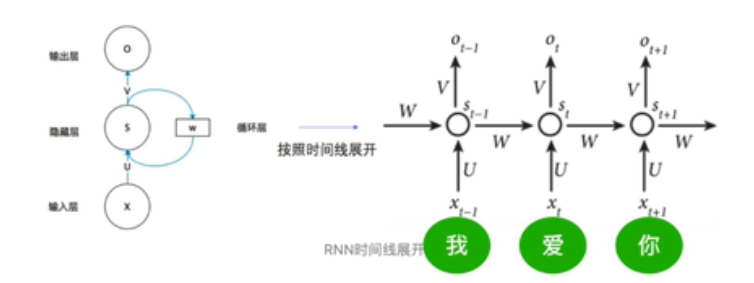 输出层
O
V
隐藏层
S
w
循环层
U
输入层
X
按照时间线展开
o_{t-1}
o_t
o_{t+1}
V
V
V
W
s_{t-1}
s_t
s_{t+1}
W
W
W
U
U
U
x_{t-1}
x_t
x_{t+1}
RNN时间线展开
我
爱
你